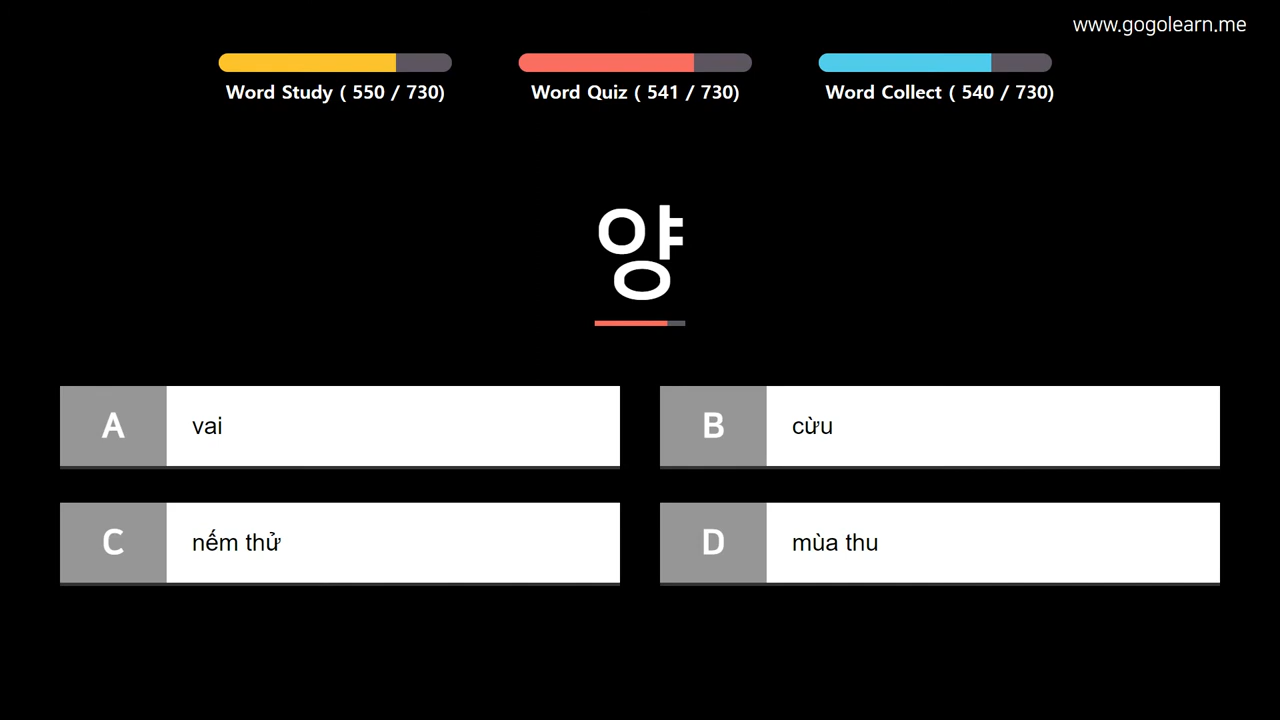 www.gogolearn.me
Word Study ( 550 / 730)
Word Quiz ( 541 / 730)
Word Collect ( 540 / 730)
양
A vai
B cừu
C nếm thử
D mùa thu